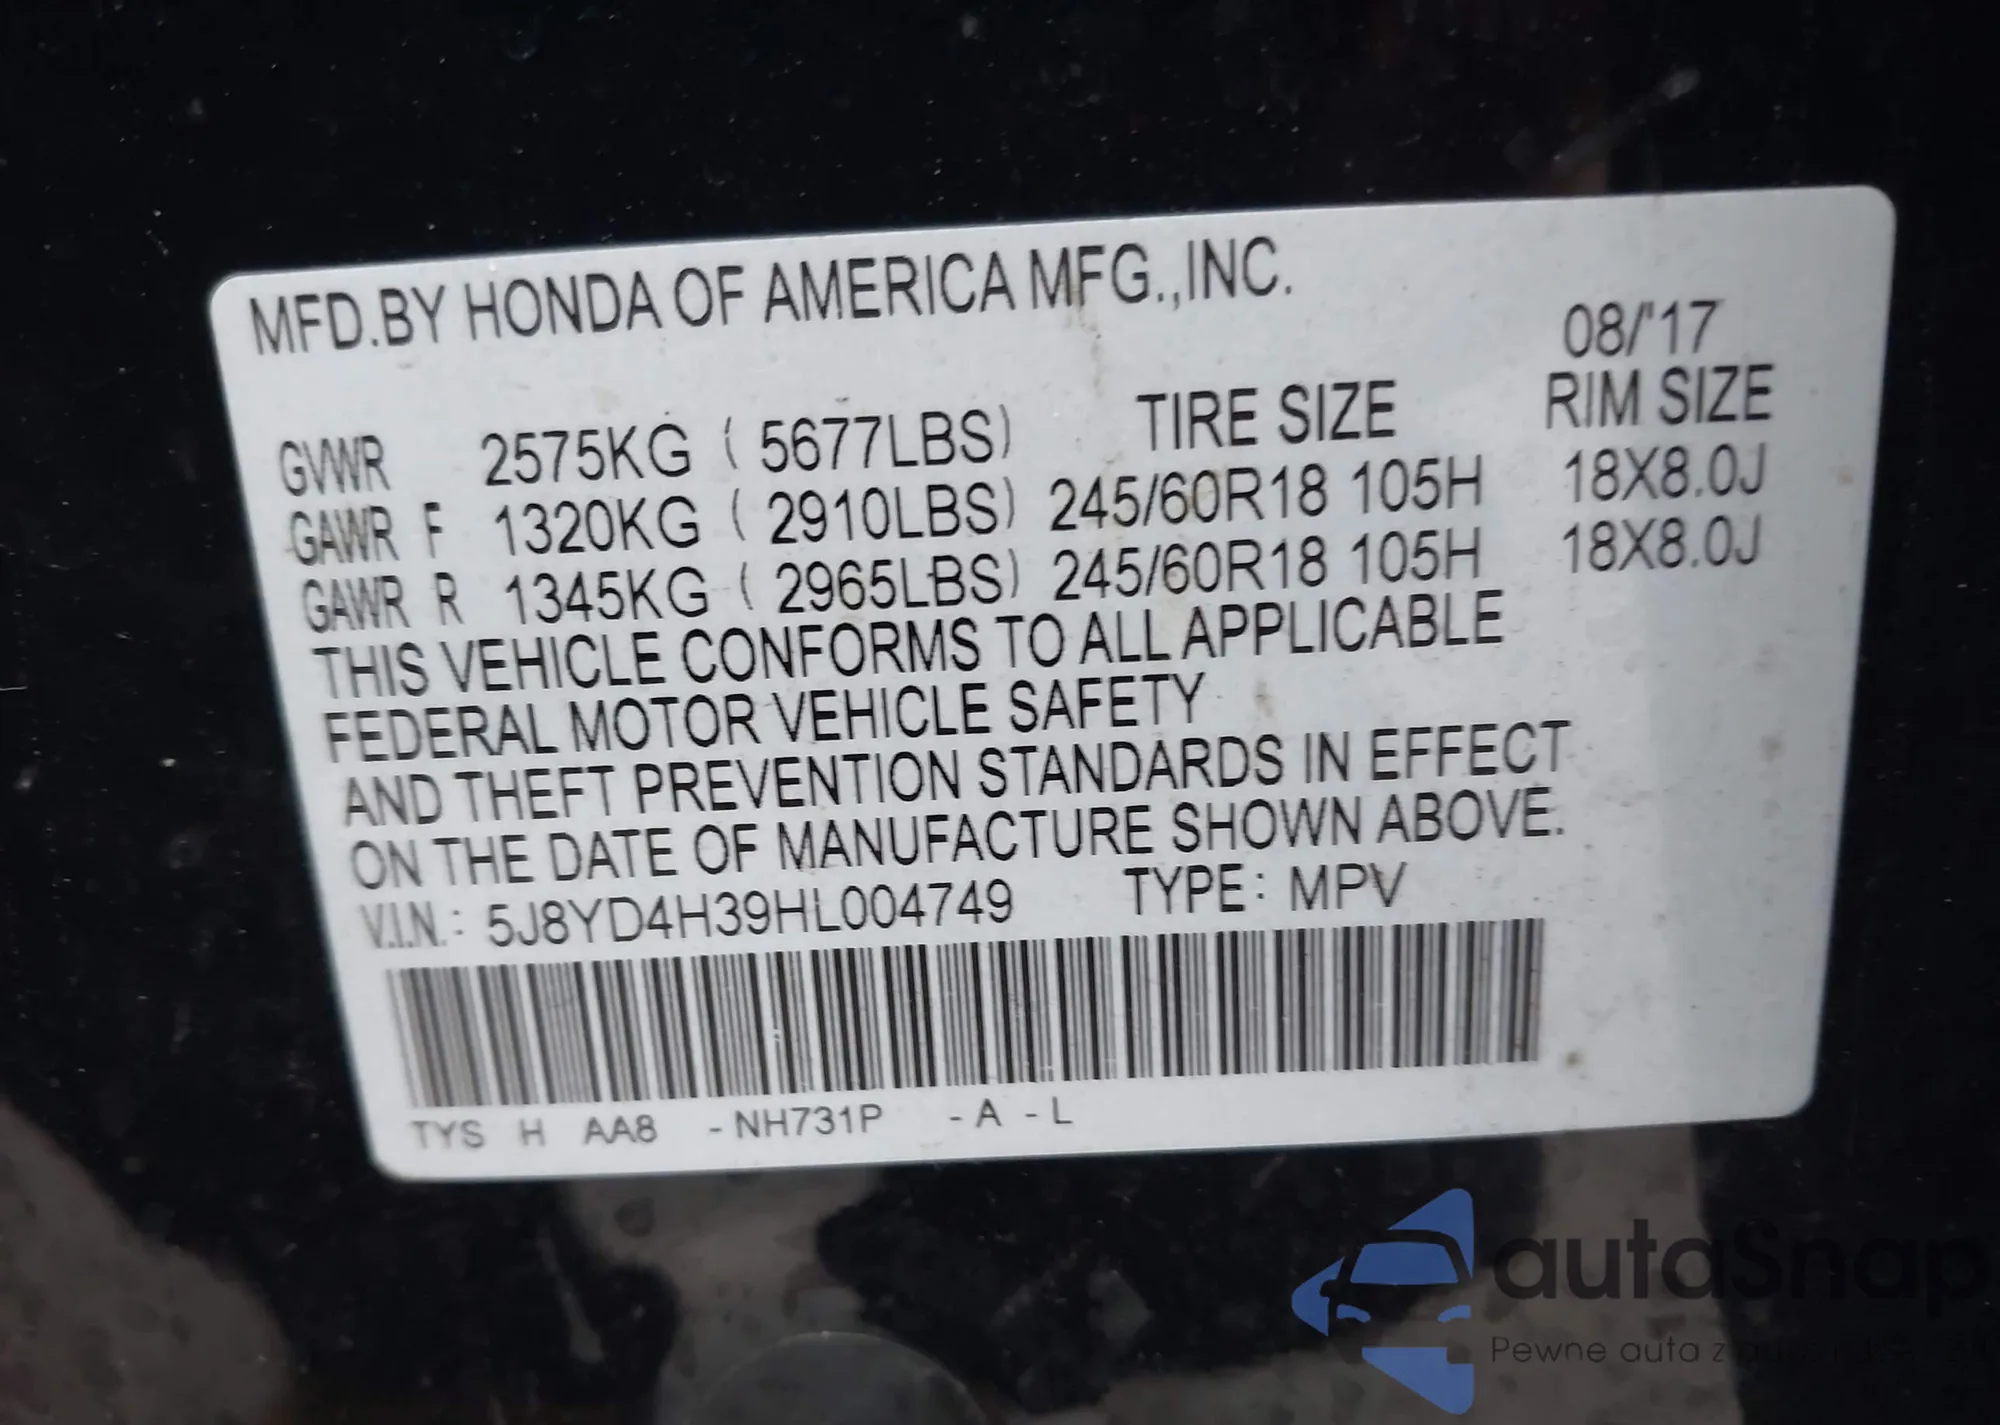 MFD.BY HONDA OF AMERICA MFG.,INC.
08/'17
GVWR 2575KG ( 5677LBS) TIRE SIZE RIM SIZE
GAWR F 1320KG ( 2910LBS) 245/60R18 105H 18X8.0J
GAWR R 1345KG ( 2965LBS) 245/60R18 105H 18X8.0J
THIS VEHICLE CONFORMS TO ALL APPLICABLE
FEDERAL MOTOR VEHICLE SAFETY
AND THEFT PREVENTION STANDARDS IN EFFECT
ON THE DATE OF MANUFACTURE SHOWN ABOVE.
V.I.N.: 5J8YD4H39HL004749 TYPE: MPV
TYS H AA8 -NH731P -A -L
autaSnap
Pewne auta z